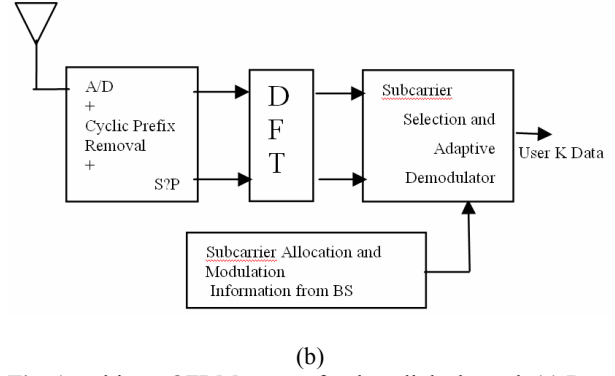 A/D
+
Cyclic Prefix
Removal
+
S?P
D
F
T
Subcarrier
Selection and
Adaptive
Demodulator
User K Data
Subcarrier Allocation and
Modulation
Information from BS
(b)